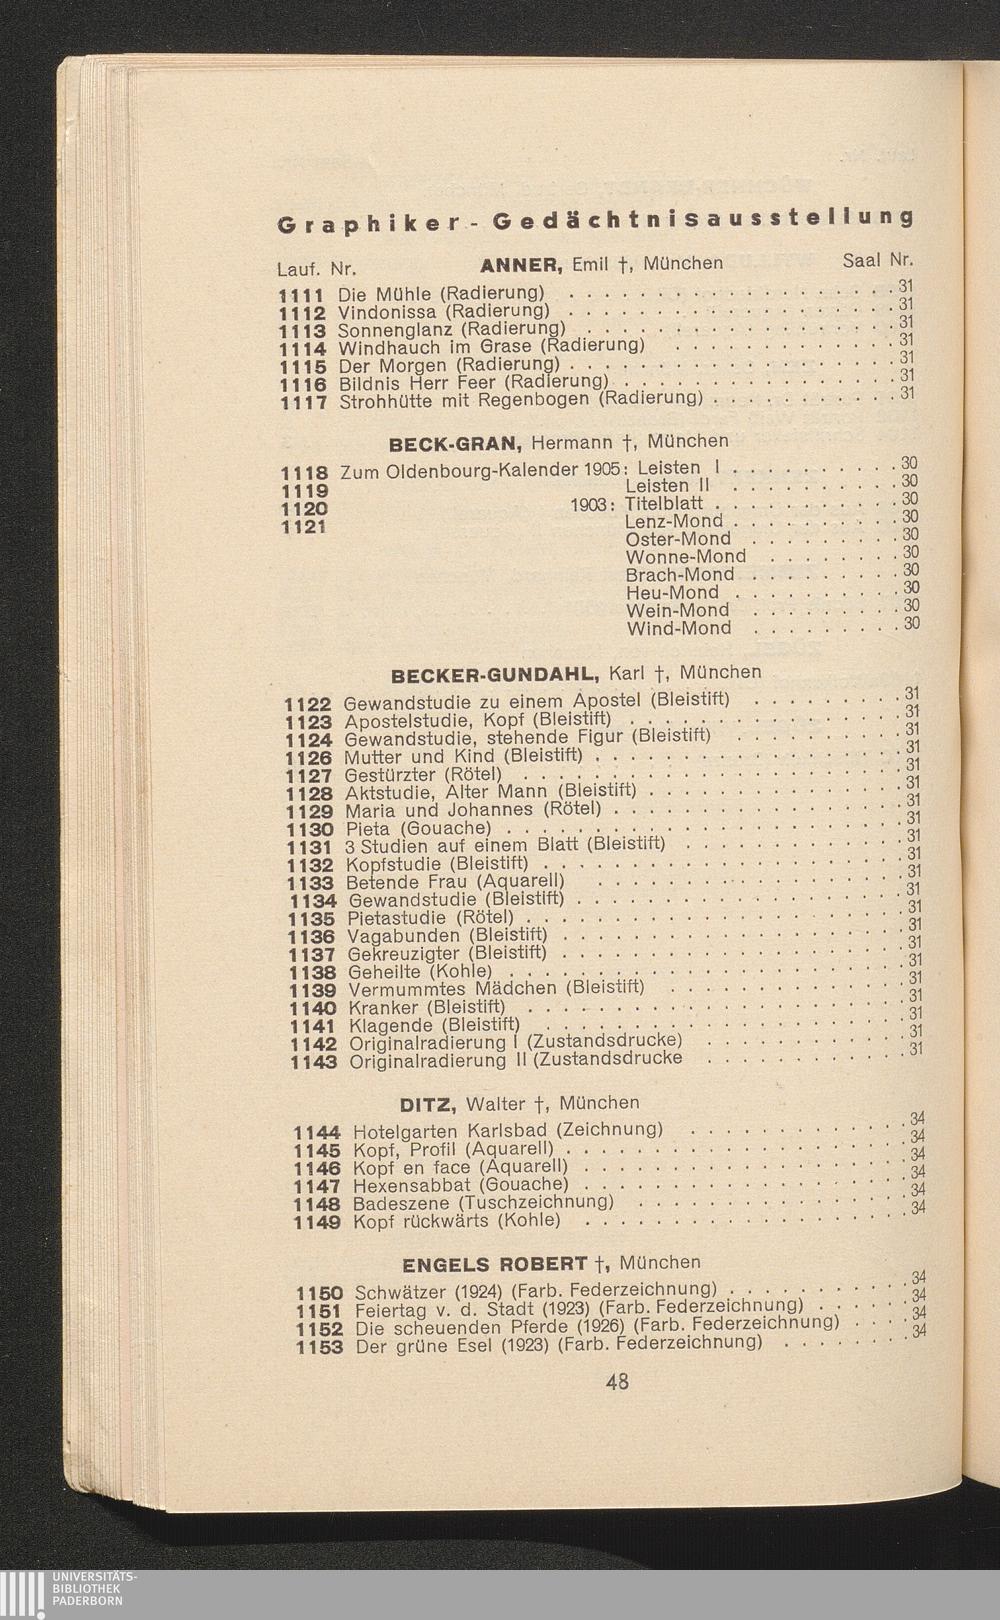 Graphiker-Gedächtnisausstellung
Lauf. Nr. ANNER, Emil †, München Saal Nr.
1111 Die Mühle (Radierung) . . . . . . . . . . . . . . . . . . . 31
1112 Vindonissa (Radierung) . . . . . . . . . . . . . . . . . . . 31
1113 Sonnenglanz (Radierung) . . . . . . . . . . . . . . . . . . 31
1114 Windhauch im Grase (Radierung) . . . . . . . . . . . . . 31
1115 Der Morgen (Radierung) . . . . . . . . . . . . . . . . . . . 31
1116 Bildnis Herr Feer (Radierung) . . . . . . . . . . . . . . . . 31
1117 Strohhütte mit Regenbogen (Radierung) . . . . . . . . . . . 31
BECK-GRAN, Hermann †, München
1118 Zum Oldenbourg-Kalender 1905: Leisten I . . . . . . . . . . 30
1119 Leisten II . . . . . . . . . . 30
1120 1903: Titelblatt . . . . . . . . . . . 30
1121 Lenz-Mond . . . . . . . . . . 30
Oster-Mond . . . . . . . . . 30
Wonne-Mond . . . . . . . . 30
Brach-Mond . . . . . . . . . 30
Heu-Mond . . . . . . . . . . 30
Wein-Mond . . . . . . . . . 30
Wind-Mond . . . . . . . . . 30
BECKER-GUNDAHL, Karl †, München
1122 Gewandstudie zu einem Apostel (Bleistift) . . . . . . . . . 31
1123 Apostelstudie, Kopf (Bleistift) . . . . . . . . . . . . . . . . 31
1124 Gewandstudie, stehende Figur (Bleistift) . . . . . . . . . . 31
1126 Mutter und Kind (Bleistift) . . . . . . . . . . . . . . . . . . 31
1127 Gestürzter (Rötel) . . . . . . . . . . . . . . . . . . . . . . 31
1128 Aktstudie, Alter Mann (Bleistift) . . . . . . . . . . . . . . . 31
1129 Maria und Johannes (Rötel) . . . . . . . . . . . . . . . . . 31
1130 Pieta (Gouache) . . . . . . . . . . . . . . . . . . . . . . . 31
1131 3 Studien auf einem Blatt (Bleistift) . . . . . . . . . . . . . 31
1132 Kopfstudie (Bleistift) . . . . . . . . . . . . . . . . . . . . . 31
1133 Betende Frau (Aquarell) . . . . . . . . . . . . . . . . . . 31
1134 Gewandstudie (Bleistift) . . . . . . . . . . . . . . . . . . . 31
1135 Pietastudie (Rötel) . . . . . . . . . . . . . . . . . . . . . . 31
1136 Vagabunden (Bleistift) . . . . . . . . . . . . . . . . . . . . 31
1137 Gekreuzigter (Bleistift) . . . . . . . . . . . . . . . . . . . . 31
1138 Geheilte (Kohle) . . . . . . . . . . . . . . . . . . . . . . . 31
1139 Vermummtes Mädchen (Bleistift) . . . . . . . . . . . . . . 31
1140 Kranker (Bleistift) . . . . . . . . . . . . . . . . . . . . . . 31
1141 Klagende (Bleistift) . . . . . . . . . . . . . . . . . . . . . 31
1142 Originalradierung I (Zustandsdrucke) . . . . . . . . . . . . 31
1143 Originalradierung II (Zustandsdrucke . . . . . . . . . . . . 31
DITZ, Walter †, München
1144 Hotelgarten Karlsbad (Zeichnung) . . . . . . . . . . . . . 34
1145 Kopf, Profil (Aquarell) . . . . . . . . . . . . . . . . . . . . 34
1146 Kopf en face (Aquarell) . . . . . . . . . . . . . . . . . . . 34
1147 Hexensabbat (Gouache) . . . . . . . . . . . . . . . . . . . 34
1148 Badeszene (Tuschzeichnung) . . . . . . . . . . . . . . . . 34
1149 Kopf rückwärts (Kohle) . . . . . . . . . . . . . . . . . . . 34
ENGELS ROBERT †, München
1150 Schwätzer (1924) (Farb. Federzeichnung) . . . . . . . . . . . 34
1151 Feiertag v. d. Stadt (1923) (Farb. Federzeichnung) . . . . . . 34
1152 Die scheuenden Pferde (1926) (Farb. Federzeichnung) . . . . 34
1153 Der grüne Esel (1923) (Farb. Federzeichnung) . . . . . . . . 34
48
UNIVERSITÄTS-
BIBLIOTHEK
PADERBORN